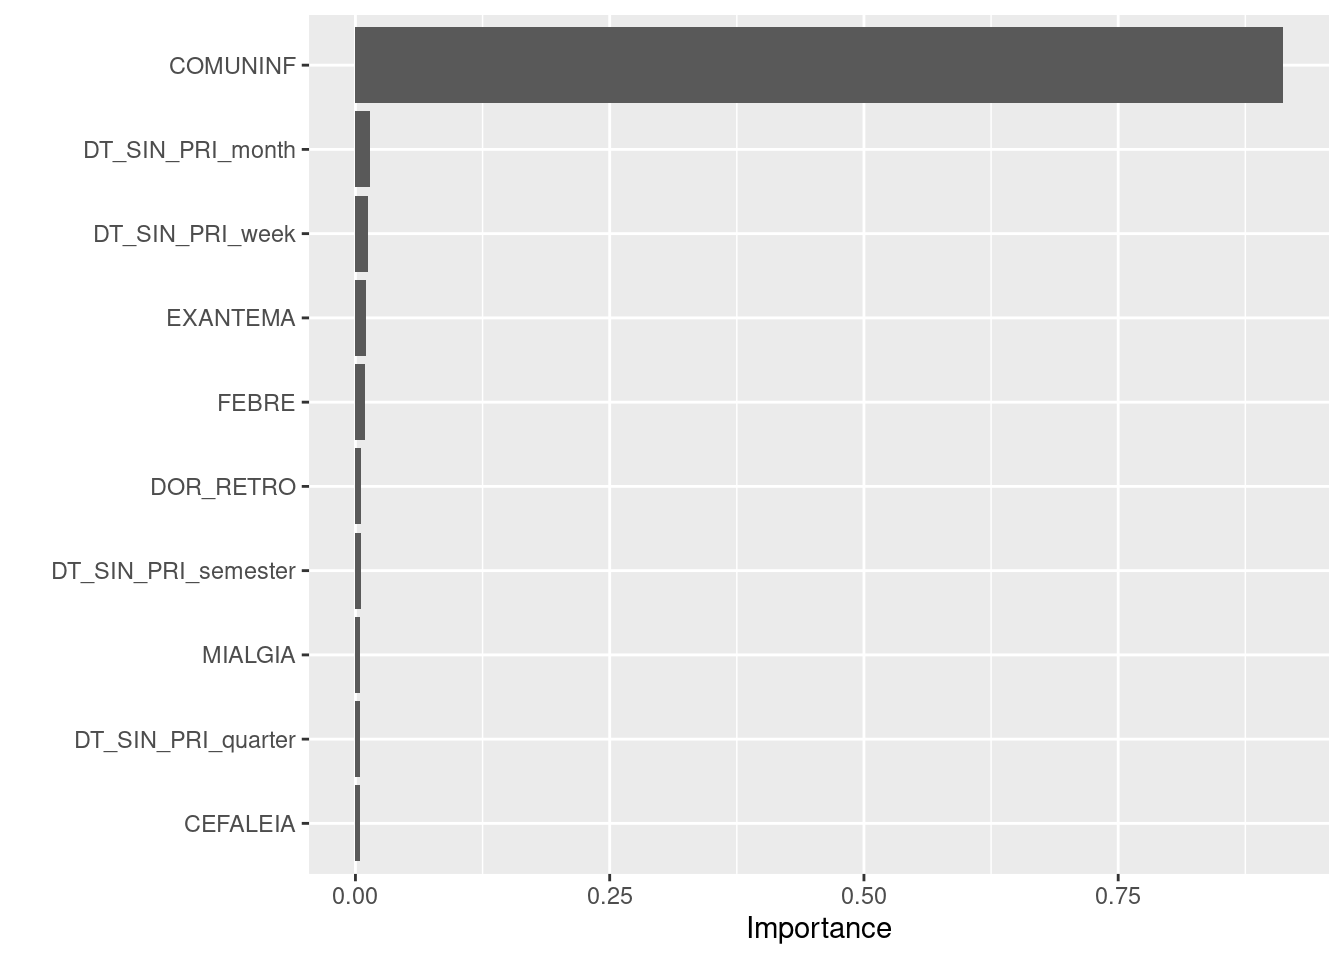 COMUNINF
DT_SIN_PRI_month
DT_SIN_PRI_week
EXANTEMA
FEBRE
DOR_RETRO
DT_SIN_PRI_semester
MIALGIA
DT_SIN_PRI_quarter
CEFALEIA
0.00 0.25 0.50 0.75
Importance